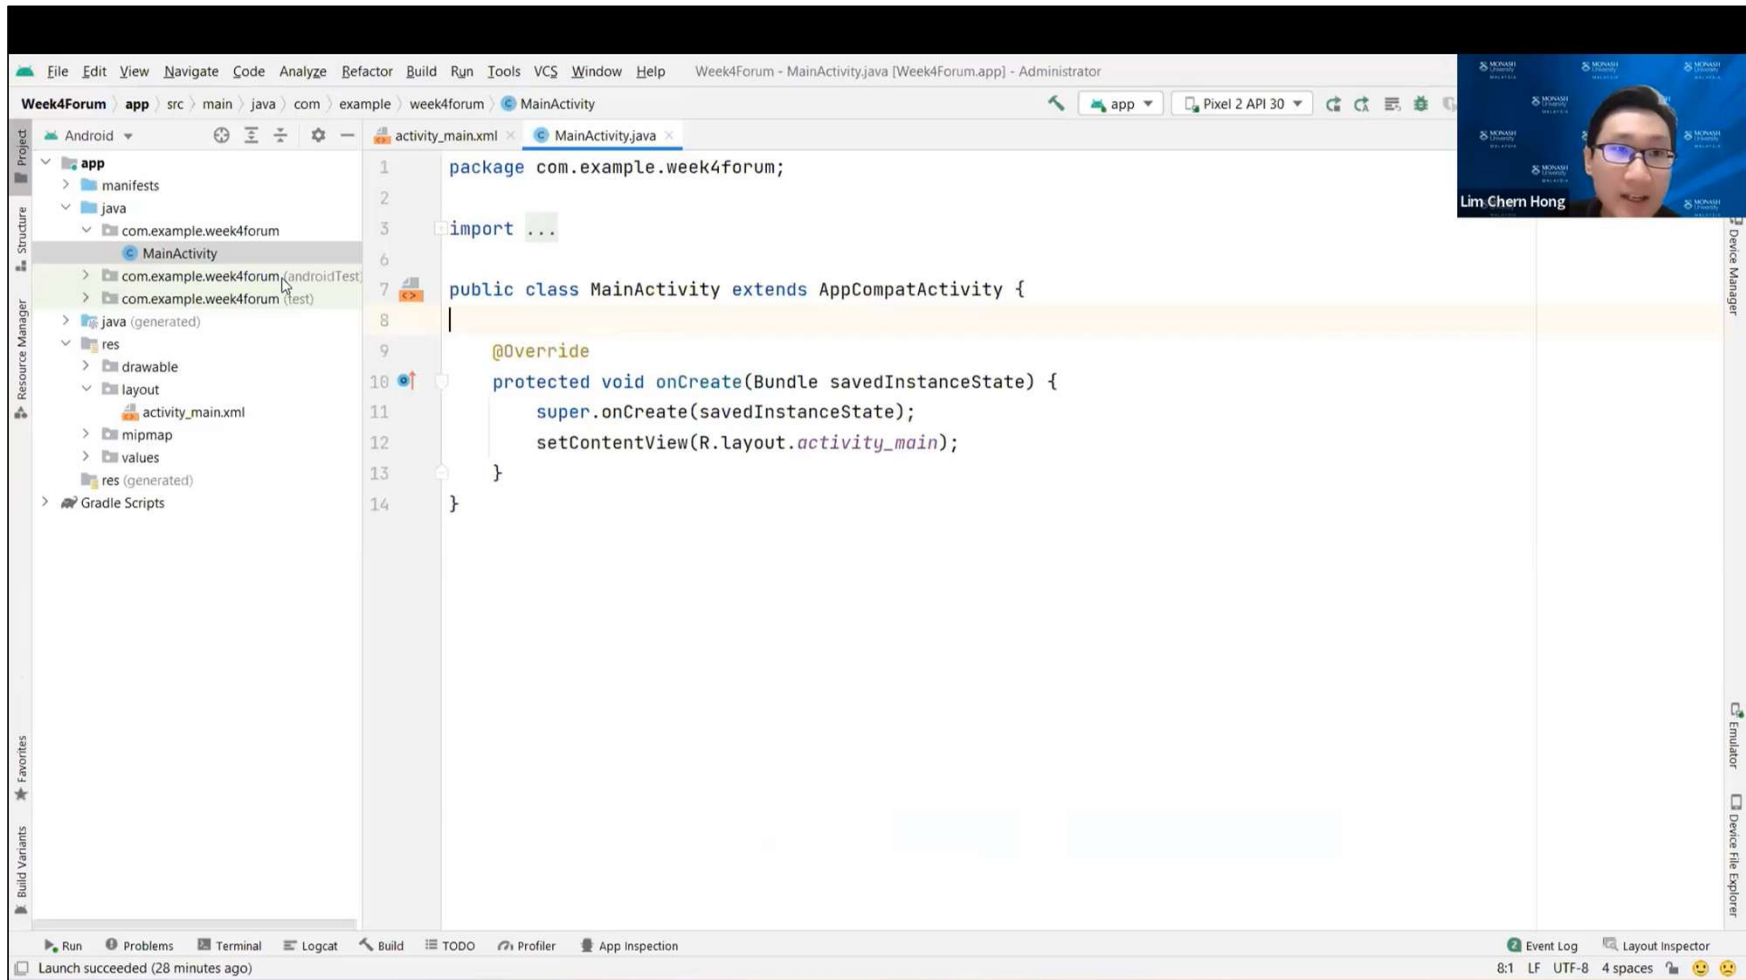 File Edit View Navigate Code Analyze Refactor Build Run Tools VCS Window Help Week4Forum - MainActivity.java [Week4Forum.app] - Administrator
Week4Forum app src main java com example week4forum MainActivity app Pixel 2 API 30
Android
activity_main.xml MainActivity.java
Project
Structure
Resource Manager
Favorites
Build Variants
app
manifests
java
com.example.week4forum
MainActivity
com.example.week4forum (androidTest)
com.example.week4forum (test)
java (generated)
res
drawable
layout
activity_main.xml
mipmap
values
res (generated)
Gradle Scripts
1 package com.example.week4forum;
2
3 import ...
6
7 public class MainActivity extends AppCompatActivity {
8
9 @Override
10 protected void onCreate(Bundle savedInstanceState) {
11 super.onCreate(savedInstanceState);
12 setContentView(R.layout.activity_main);
13 }
14 }
MONASH University MALAYSIA
Lim Chern Hong
Device Manager
Emulator
Device File Explorer
Run Problems Terminal Logcat Build TODO Profiler App Inspection 2 Event Log Layout Inspector
Launch succeeded (28 minutes ago) 8:1 LF UTF-8 4 spaces